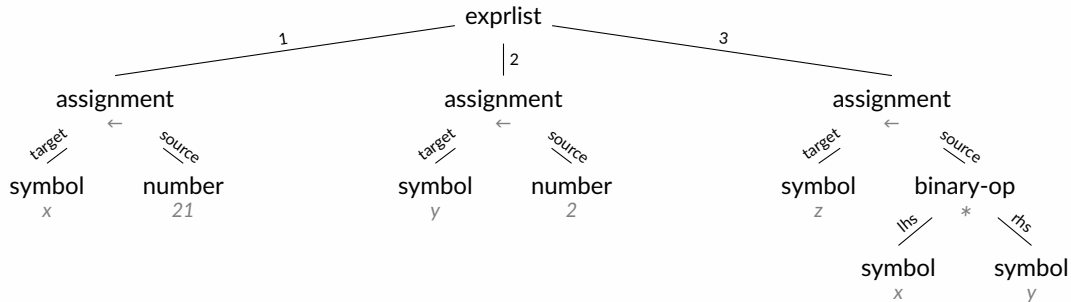 exprlist
1
2
3
assignment
←
assignment
←
assignment
←
target
source
target
source
target
source
symbol
x
number
21
symbol
y
number
2
symbol
z
binary-op
*
lhs
rhs
symbol
x
symbol
y